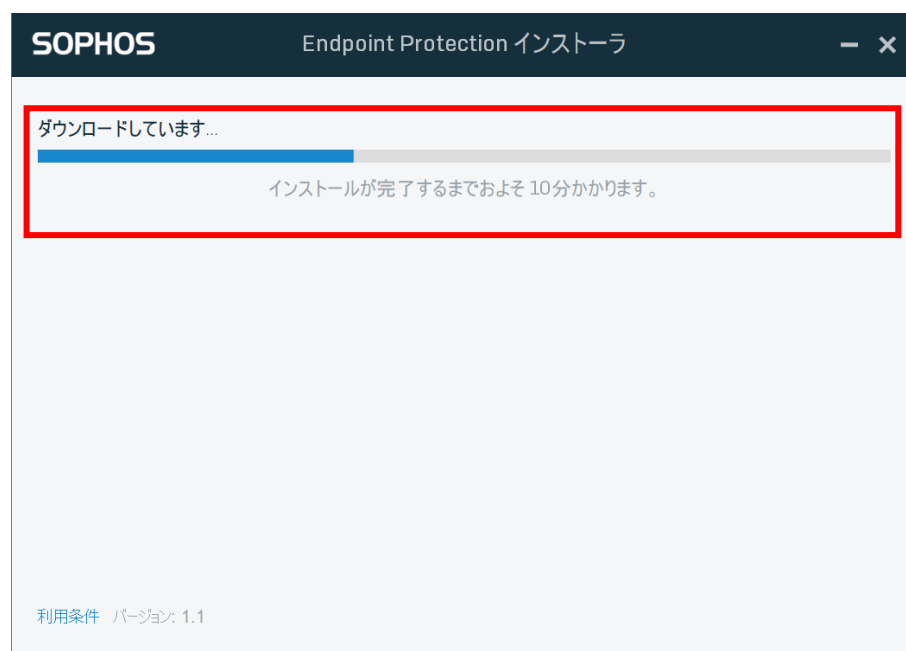 SOPHOS
Endpoint Protection インストーラ
ダウンロードしています...
インストールが完了するまでおよそ 10分かかります。
利用条件 バージョン: 1.1